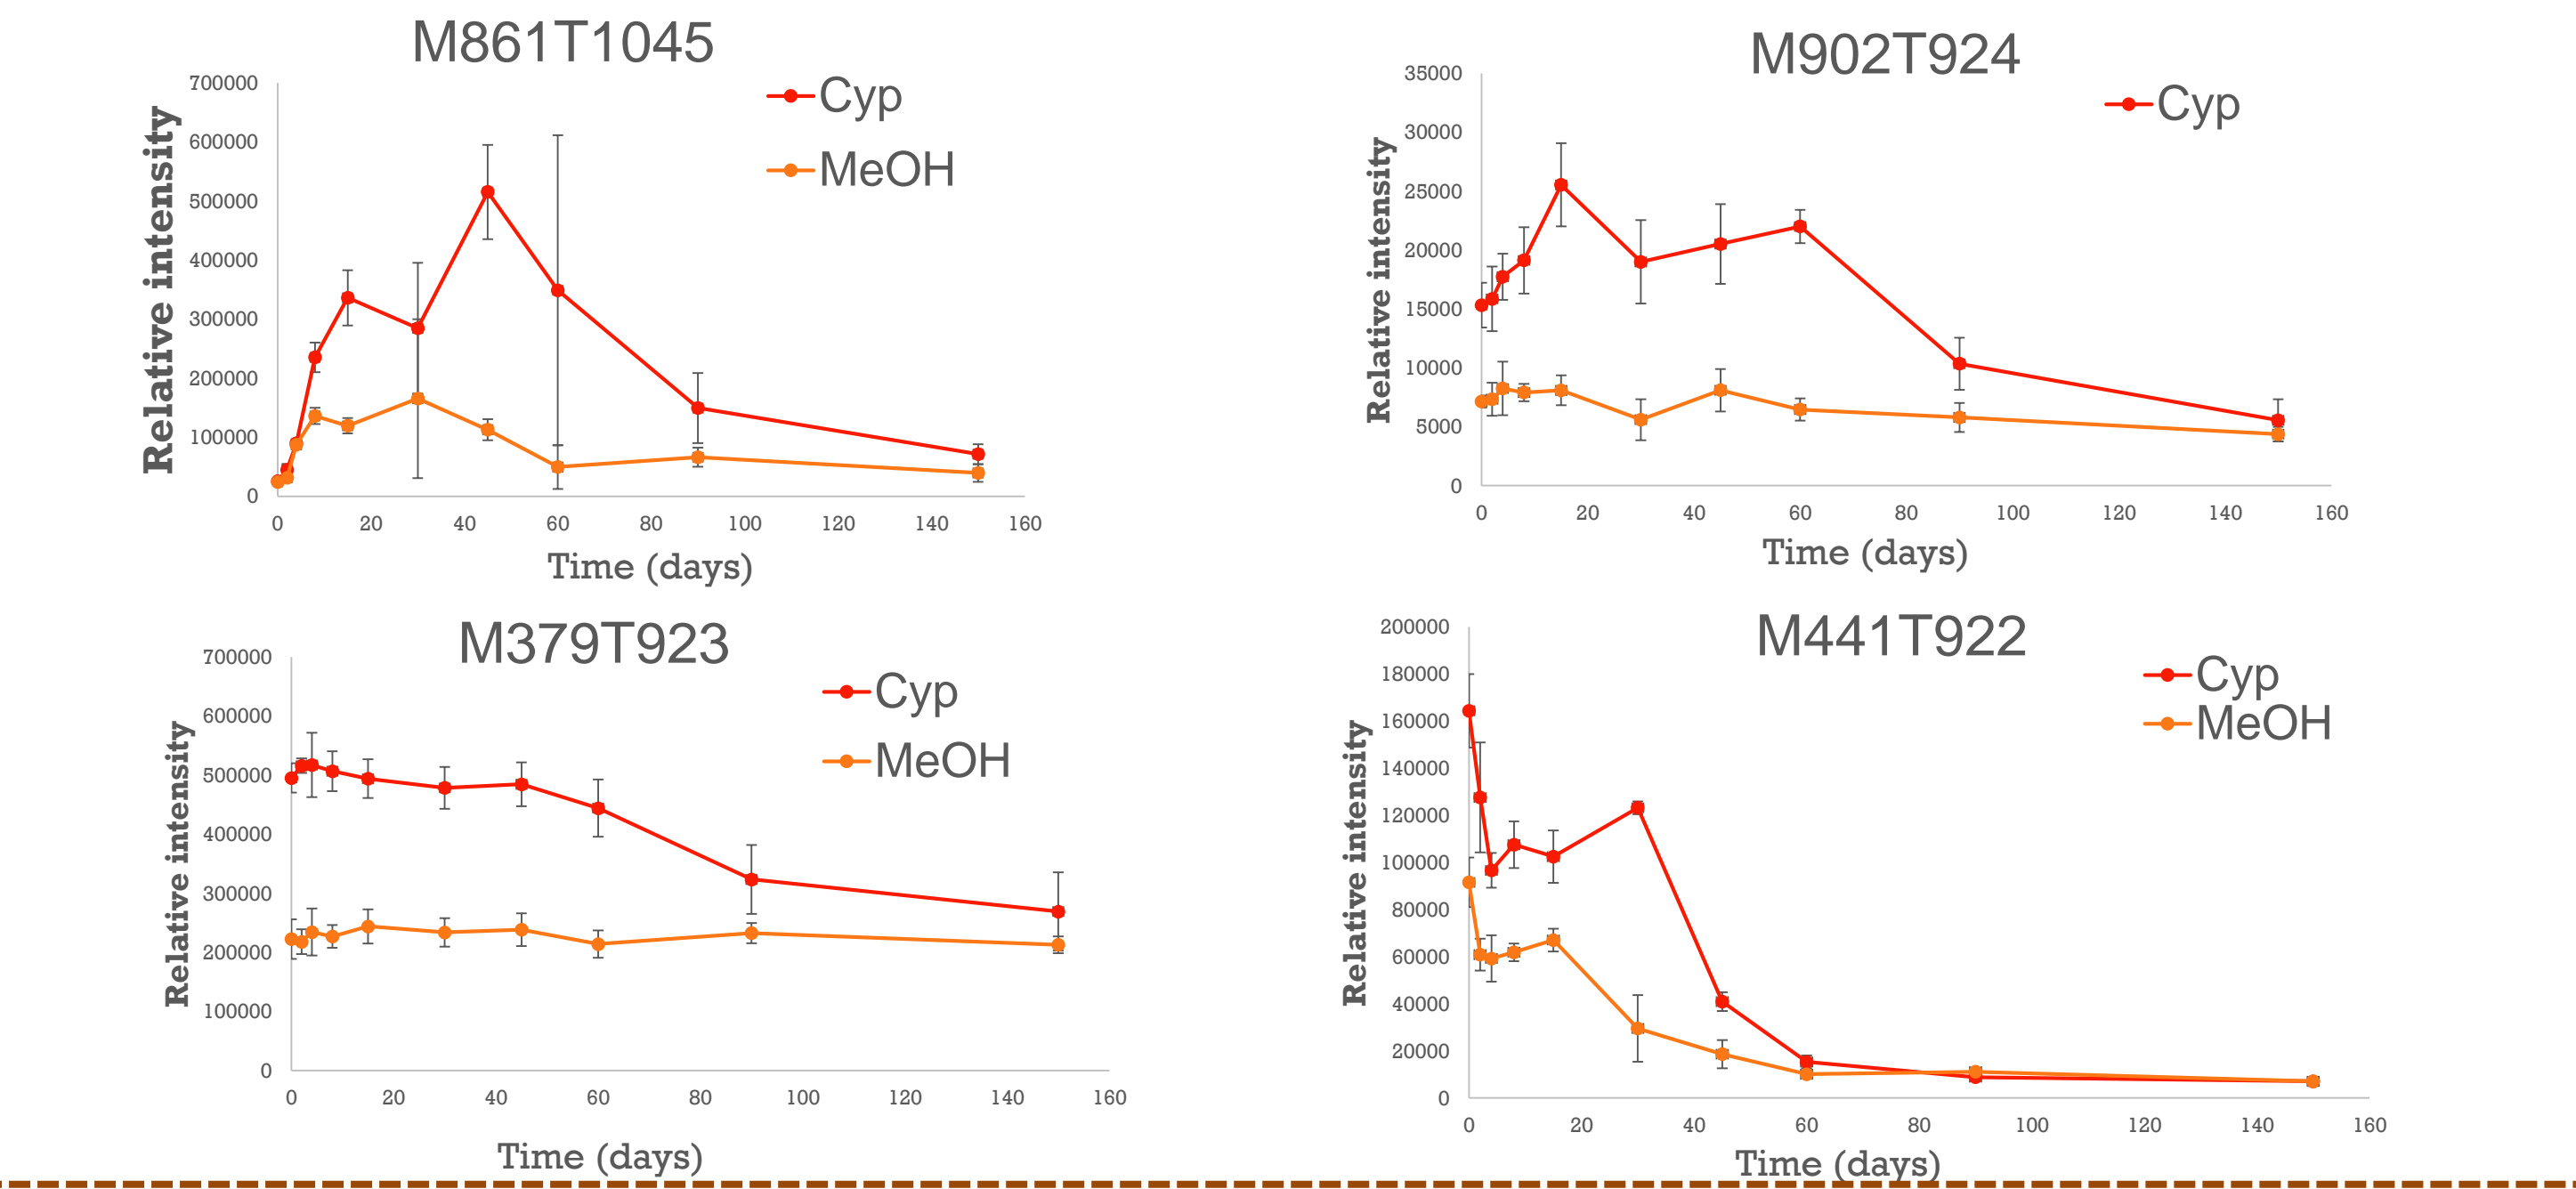 M861T1045
700000
600000
500000
400000
300000
200000
100000
0
Relative intensity
Cyp
MeOH
0 20 40 60 80 100 120 140 160
Time (days)
M902T924
35000
30000
25000
20000
15000
10000
5000
0
Relative intensity
Cyp
0 20 40 60 80 100 120 140 160
Time (days)
M379T923
700000
600000
500000
400000
300000
200000
100000
0
Relative intensity
Cyp
MeOH
0 20 40 60 80 100 120 140 160
Time (days)
M441T922
200000
180000
160000
140000
120000
100000
80000
60000
40000
20000
0
Relative intensity
Cyp
MeOH
0 20 40 60 80 100 120 140 160
Time (days)